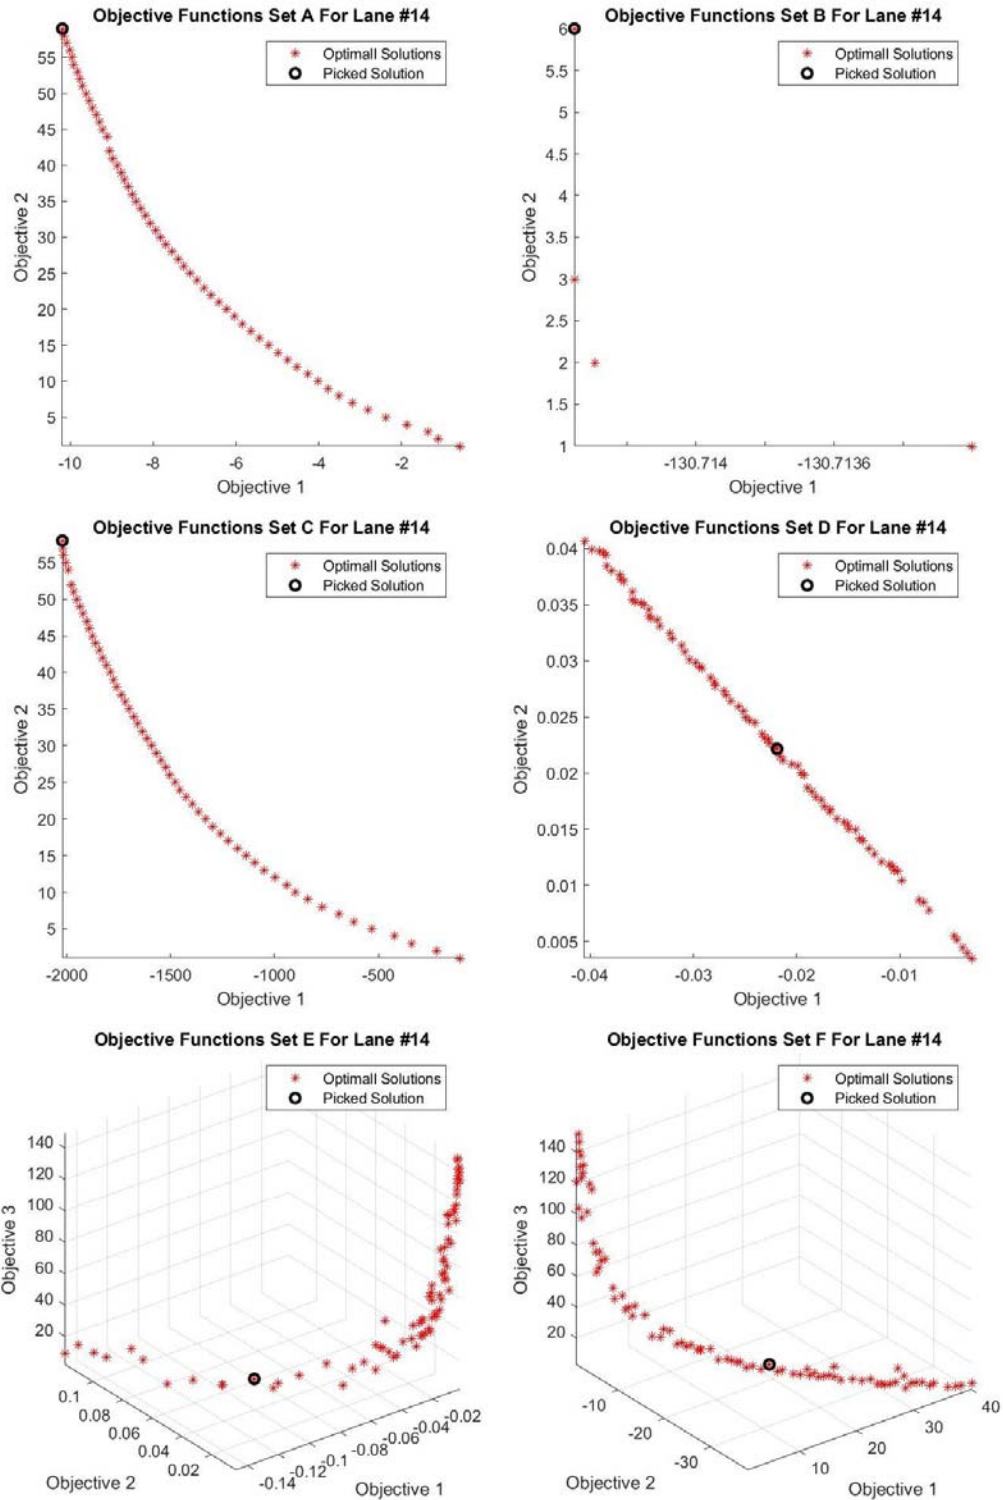 Objective Functions Set A For Lane #14
Optimall Solutions
Picked Solution
55
50
45
40
35
30
25
20
15
10
5
Objective 2
-10 -8 -6 -4 -2
Objective 1
Objective Functions Set B For Lane #14
Optimall Solutions
Picked Solution
6
5.5
5
4.5
4
3.5
3
2.5
2
1.5
1
Objective 2
-130.714 -130.7136
Objective 1
Objective Functions Set C For Lane #14
Optimall Solutions
Picked Solution
55
50
45
40
35
30
25
20
15
10
5
Objective 2
-2000 -1500 -1000 -500
Objective 1
Objective Functions Set D For Lane #14
Optimall Solutions
Picked Solution
0.04
0.035
0.03
0.025
0.02
0.015
0.01
0.005
Objective 2
-0.04 -0.03 -0.02 -0.01
Objective 1
Objective Functions Set E For Lane #14
Optimall Solutions
Picked Solution
140
120
100
80
60
40
20
Objective 3
0.1
0.08
0.06
0.04
0.02
Objective 2
-0.14 -0.12 -0.1 -0.08 -0.06 -0.04 -0.02
Objective 1
Objective Functions Set F For Lane #14
Optimall Solutions
Picked Solution
140
120
100
80
60
40
20
Objective 3
-10
-20
-30
Objective 2
10 20 30 40
Objective 1